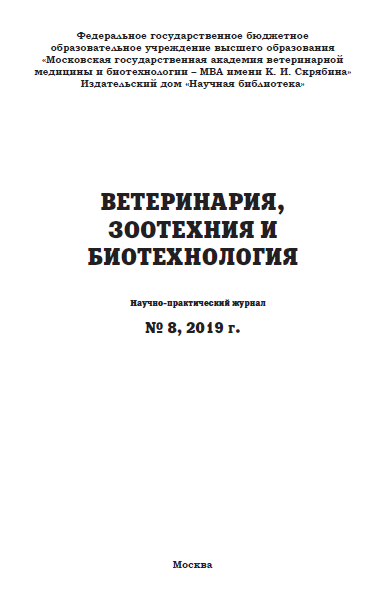 Федеральное государственное бюджетное
образовательное учреждение высшего образования
«Московская государственная академия ветеринарной
медицины и биотехнологии – МВА имени К. И. Скрябина»
Издательский дом «Научная библиотека»
ВЕТЕРИНАРИЯ,
ЗООТЕХНИЯ И
БИОТЕХНОЛОГИЯ
Научно-практический журнал
№ 8, 2019 г.
Москва